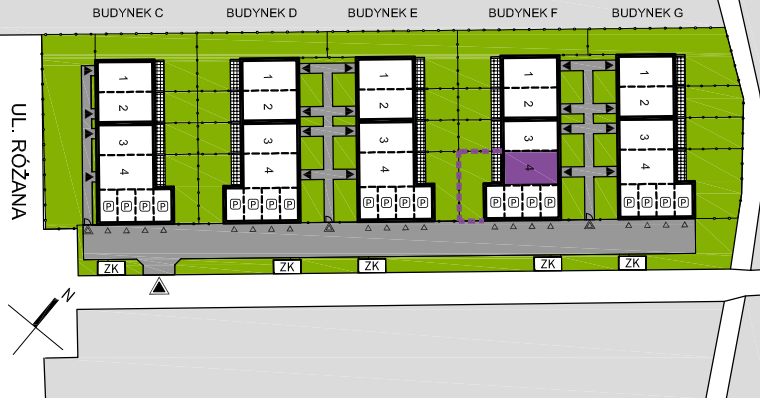 BUDYNEK C BUDYNEK D BUDYNEK E BUDYNEK F BUDYNEK G
1 1 1 1 1
2 2 2 2 2
3 3 3 3 3
4 4 4 4 4
P P P P P P P P P P P P P P P P P P P P
UL. RÓŻANA
ZK ZK ZK ZK ZK
N